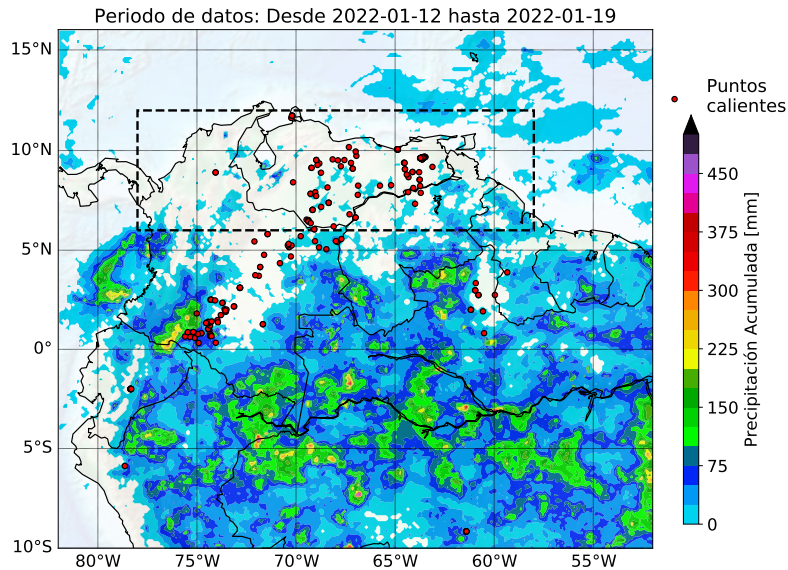 Periodo de datos: Desde 2022-01-12 hasta 2022-01-19
15°N
10°N
5°N
0°
5°S
10°S
80°W
75°W
70°W
65°W
60°W
55°W
Puntos
calientes
450
375
300
225
150
75
0
Precipitación Acumulada [mm]